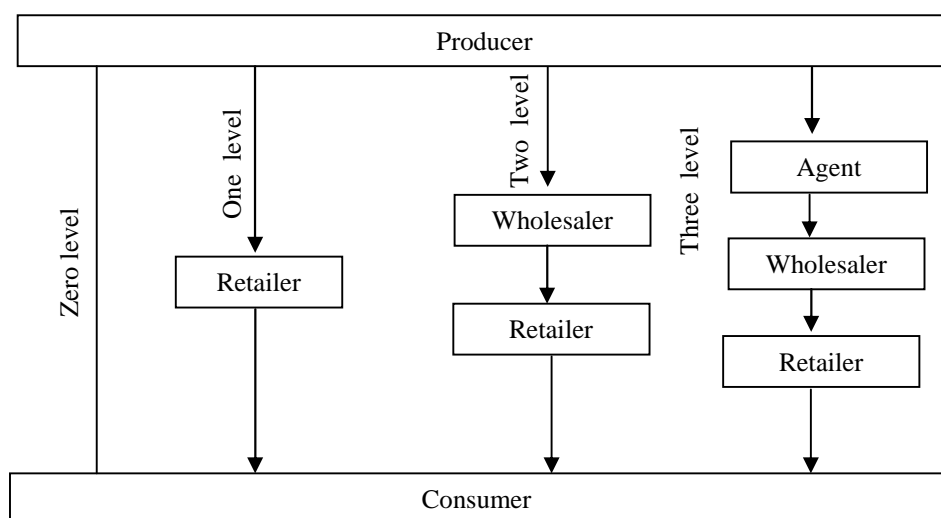 Producer
Zero level
One level
Retailer
Two level
Wholesaler
Retailer
Three level
Agent
Wholesaler
Retailer
Consumer